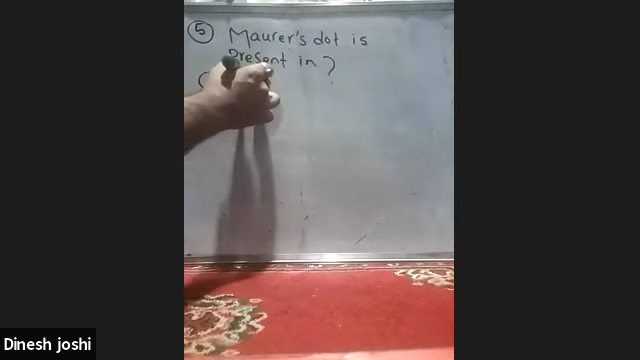 5 Maurer's dot is
Present in ?
Dinesh joshi